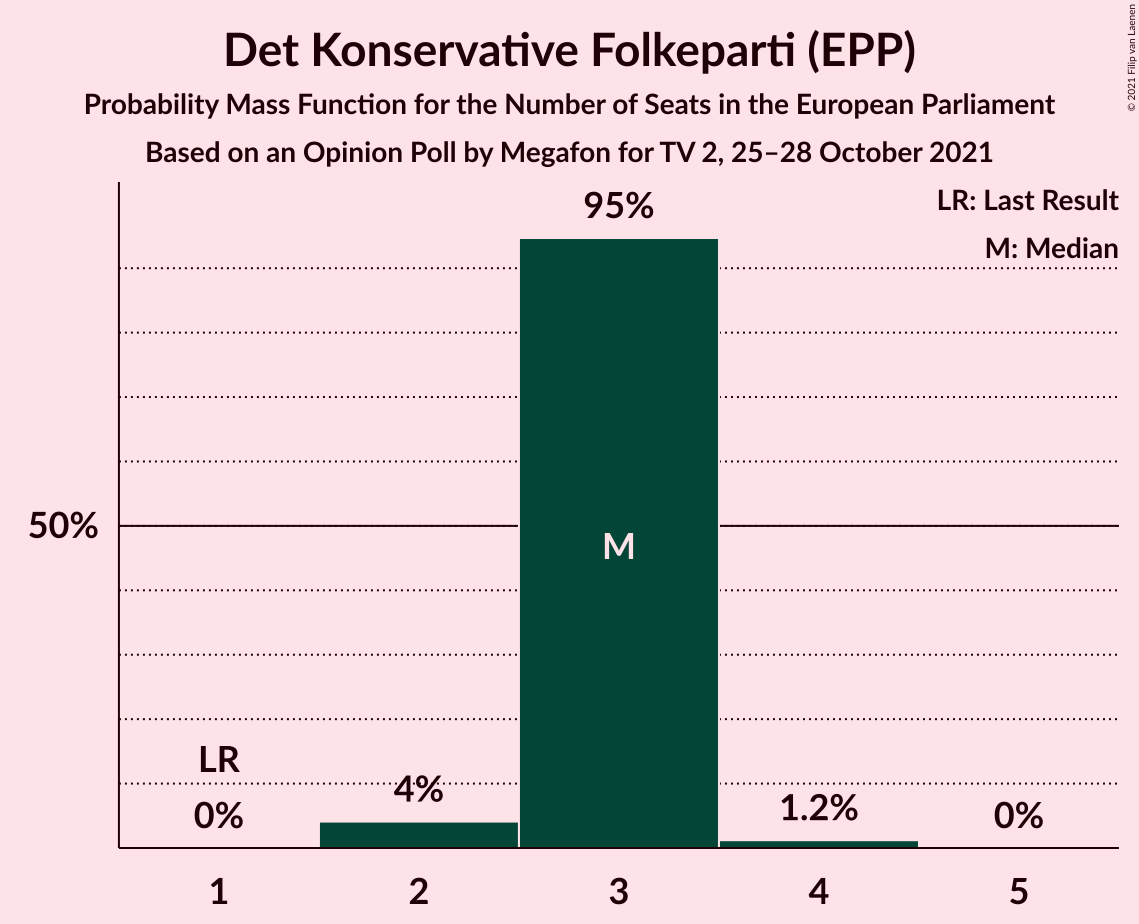 Det Konservative Folkeparti (EPP)
Probability Mass Function for the Number of Seats in the European Parliament
Based on an Opinion Poll by Megafon for TV 2, 25–28 October 2021
© 2021 Filip van Laenen
LR: Last Result
M: Median
95%
50%
M
LR
0%
4%
1.2%
0%
1 2 3 4 5